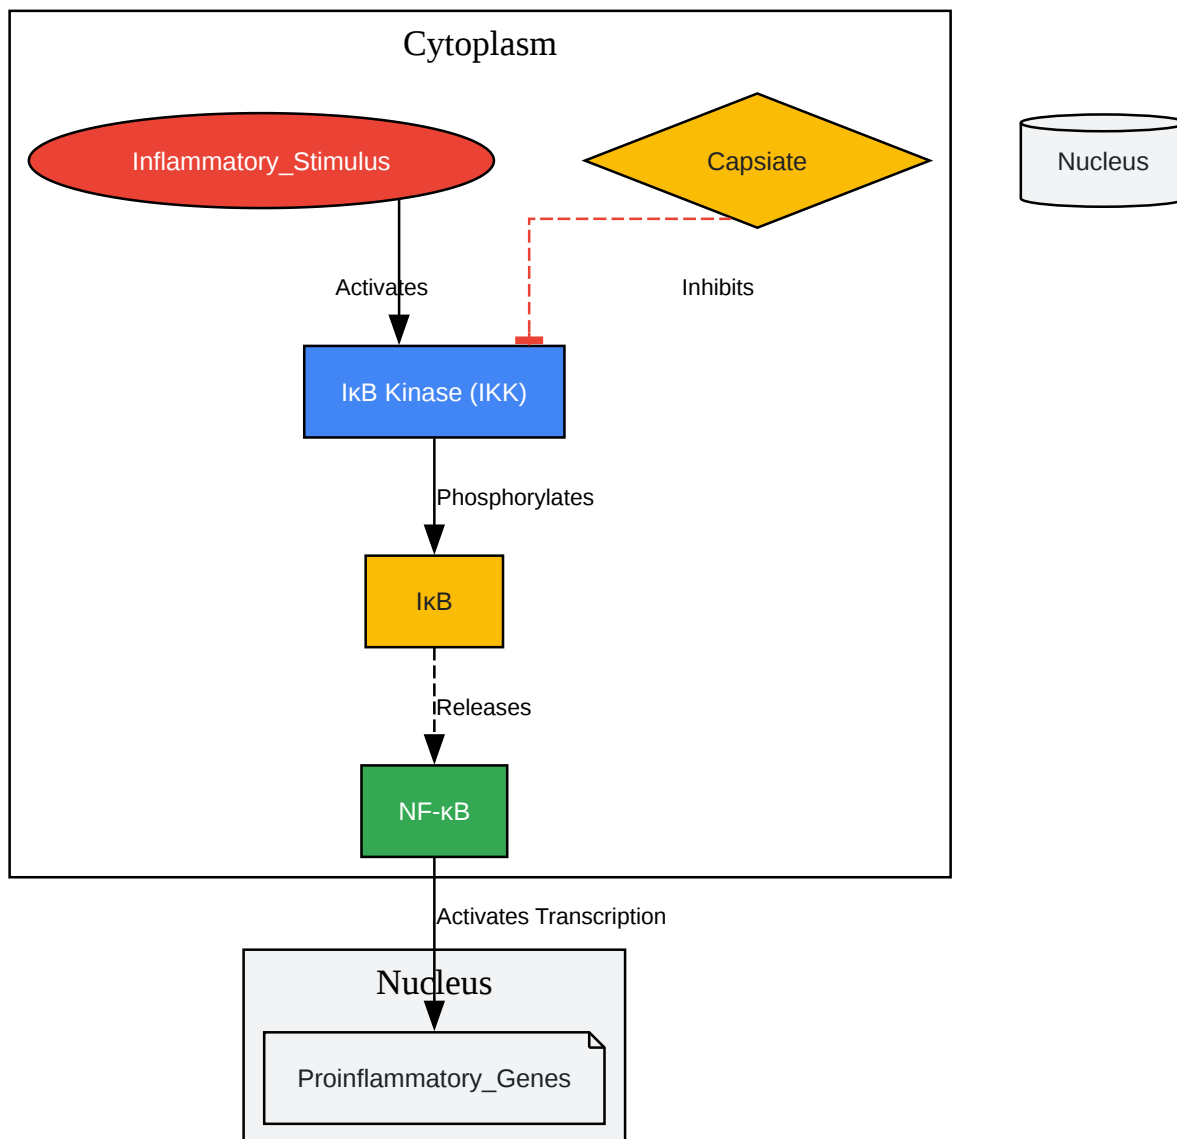 Cytoplasm
Inflammatory_Stimulus
Capsiate
Nucleus
Activates
Inhibits
IκB Kinase (IKK)
Phosphorylates
IκB
Releases
NF-κB
Activates Transcription
Nucleus
Proinflammatory_Genes